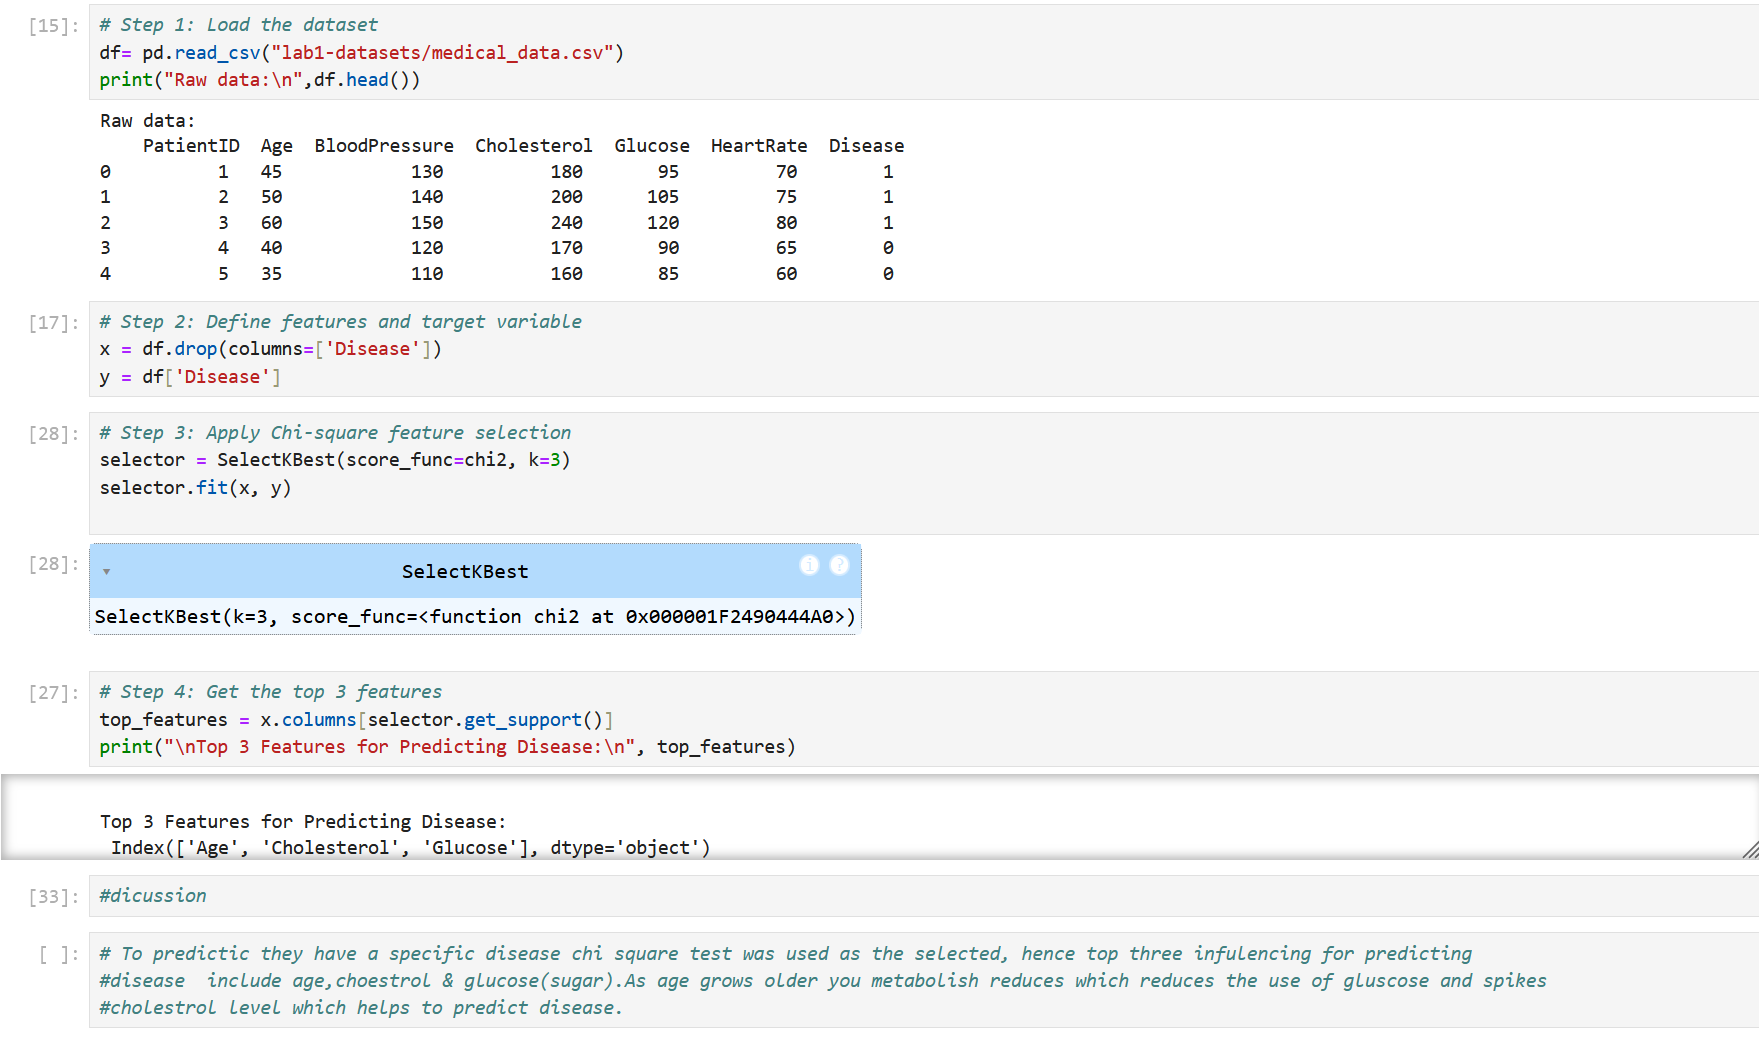 [15]: # Step 1: Load the dataset
df= pd.read_csv("lab1-datasets/medical_data.csv")
print("Raw data:\n",df.head())
Raw data:
PatientID Age BloodPressure Cholesterol Glucose HeartRate Disease
0 1 45 130 180 95 70 1
1 2 50 140 200 105 75 1
2 3 60 150 240 120 80 1
3 4 40 120 170 90 65 0
4 5 35 110 160 85 60 0
[17]: # Step 2: Define features and target variable
x = df.drop(columns=['Disease'])
y = df['Disease']
[28]: # Step 3: Apply Chi-square feature selection
selector = SelectKBest(score_func=chi2, k=3)
selector.fit(x, y)
[28]: ▾ SelectKBest i ?
SelectKBest(k=3, score_func=<function chi2 at 0x000001F2490444A0>)
[27]: # Step 4: Get the top 3 features
top_features = x.columns[selector.get_support()]
print("\nTop 3 Features for Predicting Disease:\n", top_features)
Top 3 Features for Predicting Disease:
Index(['Age', 'Cholesterol', 'Glucose'], dtype='object')
[33]: #dicussion
[ ]: # To predictic they have a specific disease chi square test was used as the selected, hence top three infulencing for predicting
#disease  include age,choestrol & glucose(sugar).As age grows older you metabolish reduces which reduces the use of gluscose and spikes
#cholestrol level which helps to predict disease.